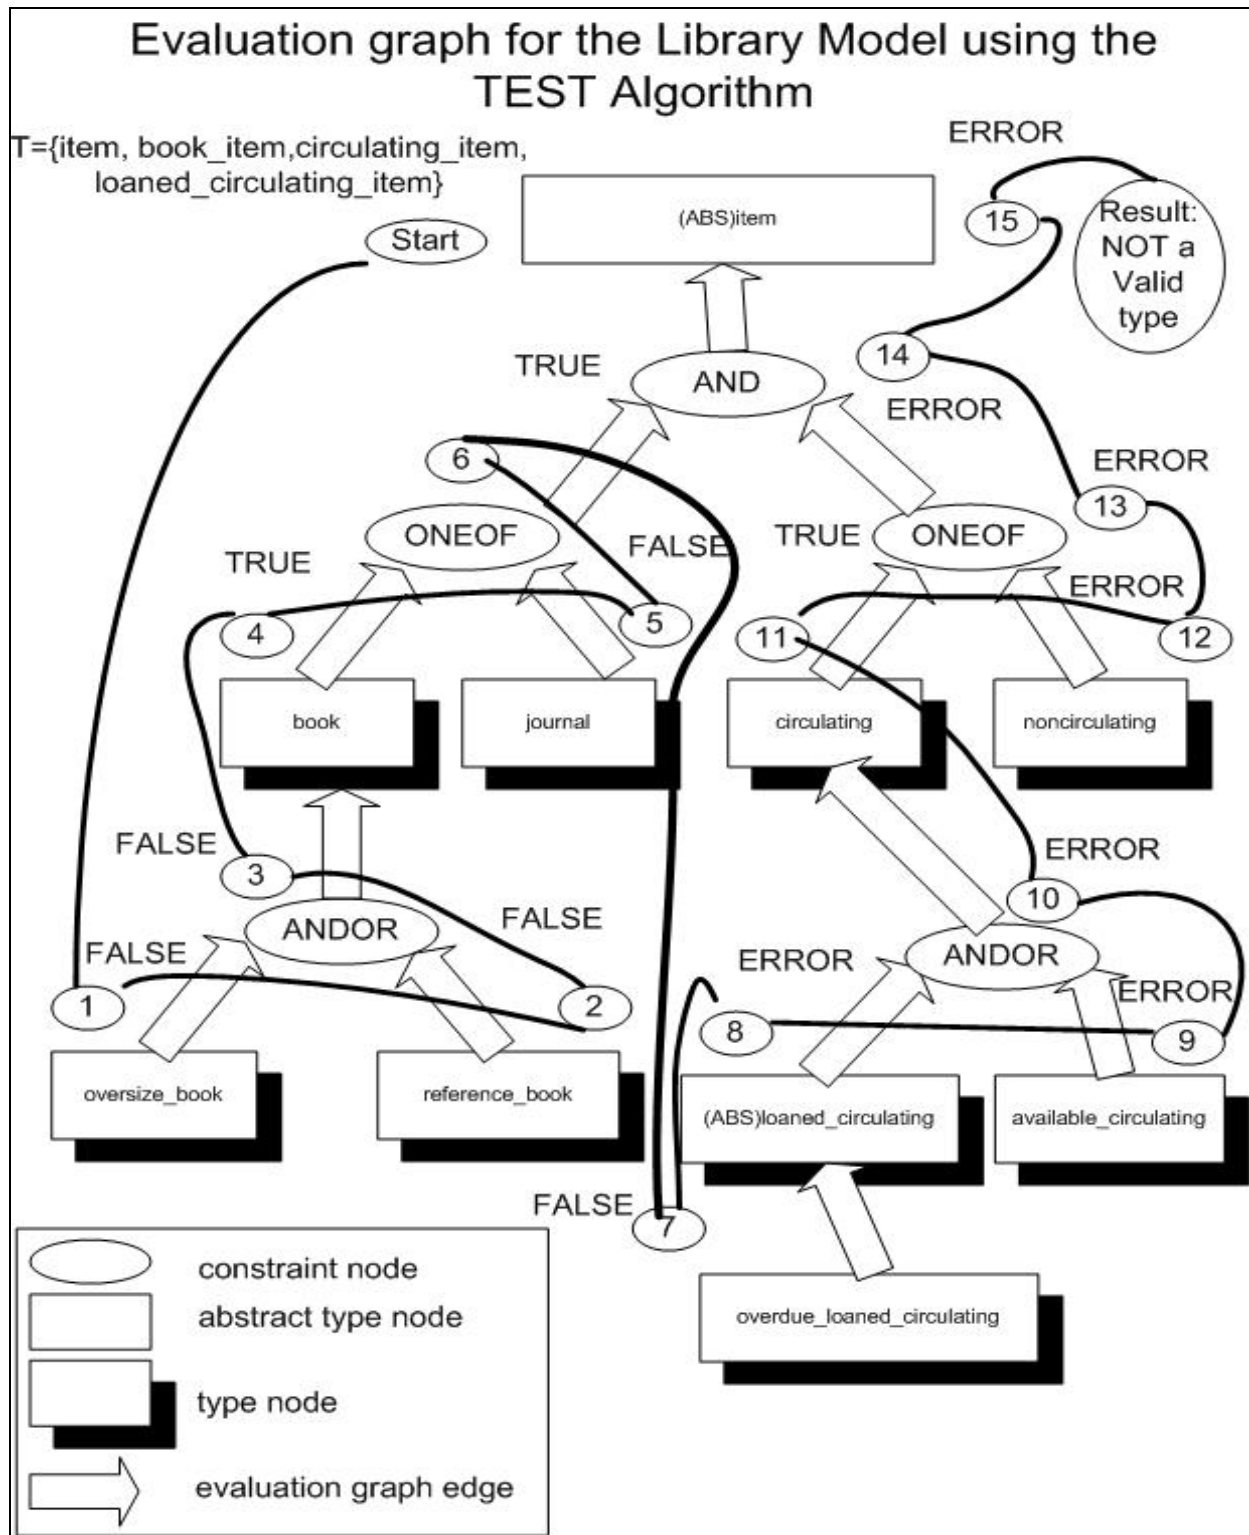 Evaluation graph for the Library Model using the
TEST Algorithm
T={item, book_item,circulating_item,
loaned_circulating_item}
ERROR
Start
(ABS)item
15
Result:
NOT a
Valid
type
TRUE
AND
14
ERROR
6
ERROR
13
ONEOF
FALSE
TRUE
ONEOF
TRUE
ERROR
4
5
11
12
book
journal
circulating
noncirculating
FALSE
3
ERROR
10
FALSE
ANDOR
FALSE
ERROR
ANDOR
ERROR
1
2
8
9
oversize_book
reference_book
(ABS)loaned_circulating
available_circulating
FALSE
7
constraint node
abstract type node
overdue_loaned_circulating
type node
evaluation graph edge